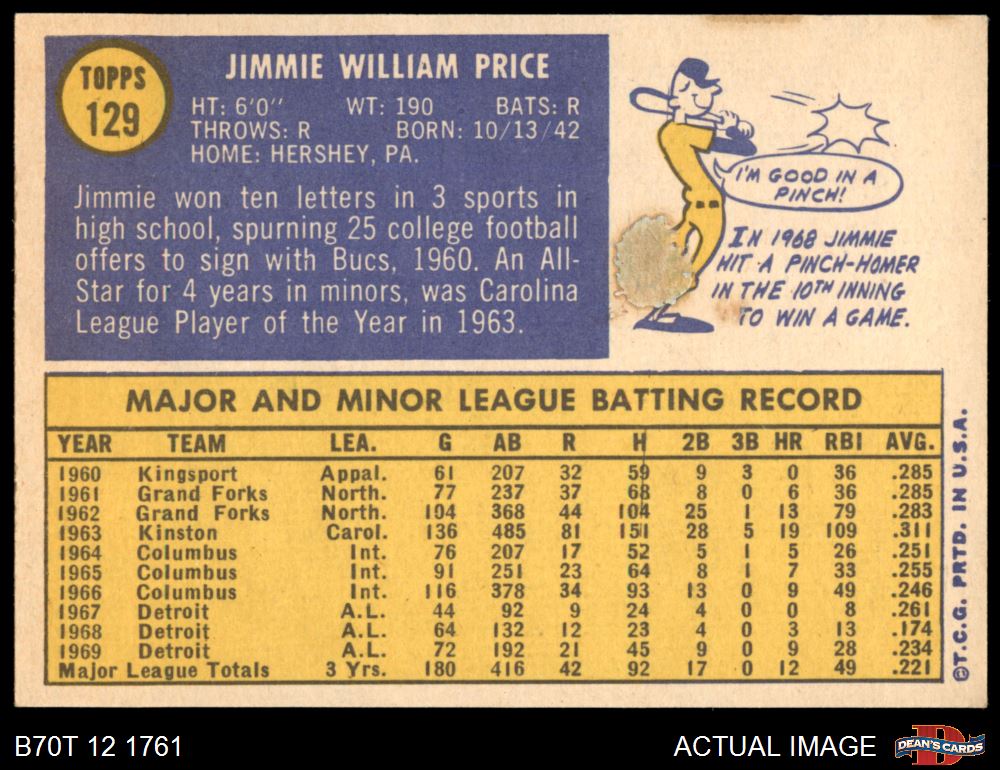 TOPPS
129
JIMMIE WILLIAM PRICE
HT: 6'0'' WT: 190 BATS: R
THROWS: R BORN: 10/13/42
HOME: HERSHEY, PA.
Jimmie won ten letters in 3 sports in
high school, spurning 25 college football
offers to sign with Bucs, 1960. An All-
Star for 4 years in minors, was Carolina
League Player of the Year in 1963.
I'M GOOD IN A
PINCH!
IN 1968 JIMMIE
HIT A PINCH-HOMER
IN THE 10TH INNING
TO WIN A GAME.
MAJOR AND MINOR LEAGUE BATTING RECORD
YEAR TEAM LEA. G AB R H 2B 3B HR RBI AVG.
1960 Kingsport Appal. 61 207 32 59 9 3 0 36 .285
1961 Grand Forks North. 77 237 37 68 8 0 6 36 .285
1962 Grand Forks North. 104 368 44 104 25 1 13 79 .283
1963 Kinston Carol. 136 485 81 151 28 5 19 109 .311
1964 Columbus Int. 76 207 17 52 5 1 5 26 .251
1965 Columbus Int. 91 251 23 64 8 1 7 33 .255
1966 Columbus Int. 116 378 34 93 13 0 9 49 .246
1967 Detroit A.L. 44 92 9 24 4 0 0 8 .261
1968 Detroit A.L. 64 132 12 23 4 0 3 13 .174
1969 Detroit A.L. 72 192 21 45 9 0 9 28 .234
Major League Totals 3 Yrs. 180 416 42 92 17 0 12 49 .221
©T.C.G. PRTD. IN U.S.A.
B70T 12 1761
ACTUAL IMAGE
D
DEAN'S CARDS